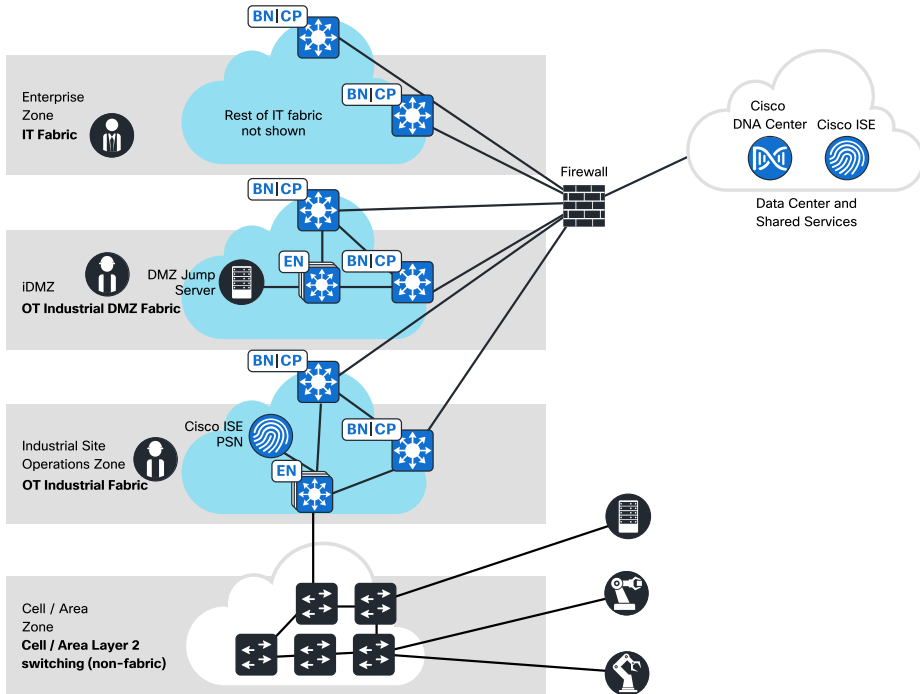 BN|CP
Enterprise
Zone
IT Fabric
BN|CP
Rest of IT fabric
not shown
Cisco
DNA Center
Cisco ISE
Data Center and
Shared Services
Firewall
BN|CP
iDMZ
OT Industrial DMZ Fabric
DMZ Jump
Server
EN
BN|CP
BN|CP
Industrial Site
Operations Zone
OT Industrial Fabric
Cisco ISE
PSN
BN|CP
EN
Cell / Area
Zone
Cell / Area Layer 2
switching (non-fabric)